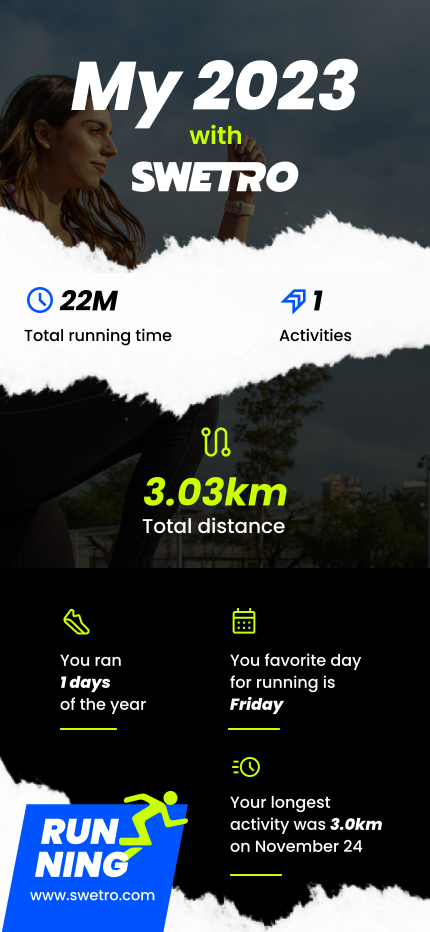 My 2023
with
SWETRO
22M
Total running time
1
Activities
3.03km
Total distance
You ran
1 days
of the year
You favorite day
for running is
Friday
Your longest
activity was 3.0km
on November 24
RUN
NING
www.swetro.com